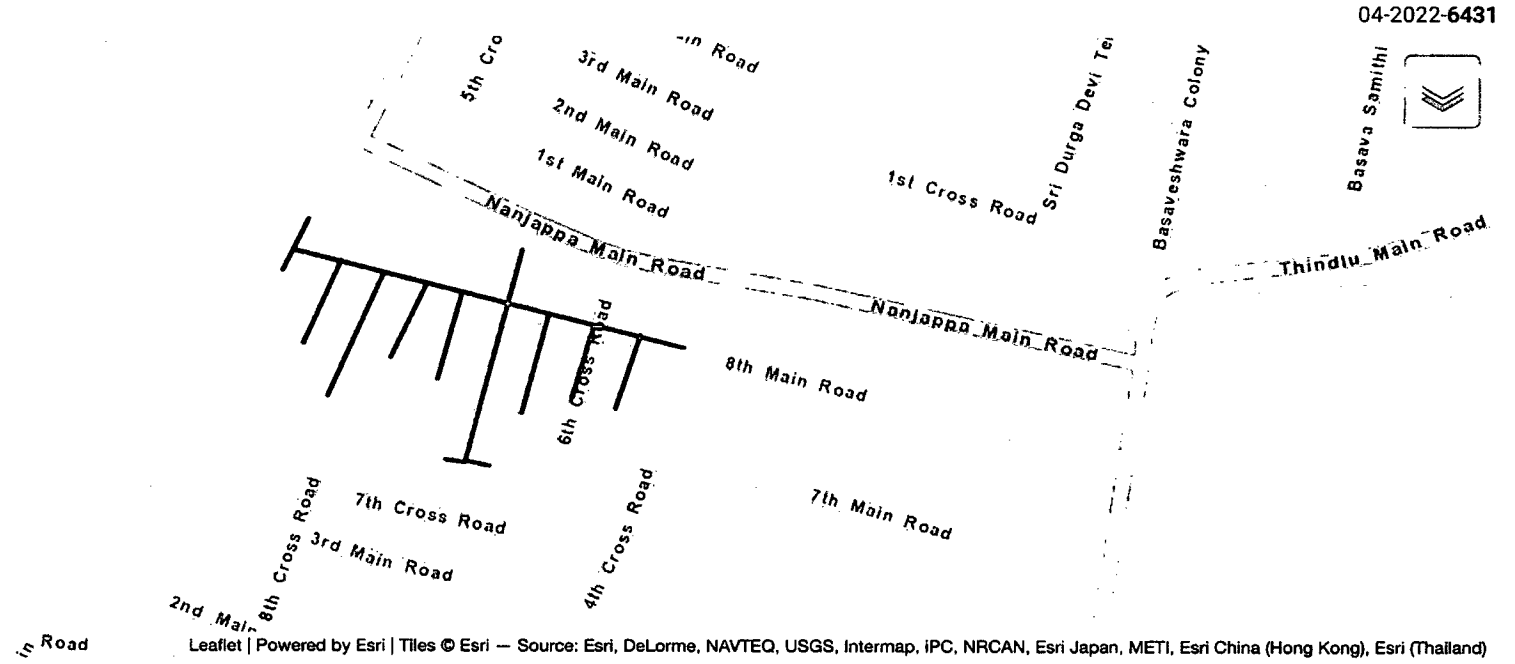 04-2022-6431
5th Cro
in Road
3rd Main Road
2nd Main Road
1st Main Road
Sri Durga Devi Te
Basaveshwara Colony
Basava Samithi
1st Cross Road
Nanjappa Main Road
Thindlu Main Road
Nanjappa Main Road
6th Cross Road
8th Main Road
7th Main Road
7th Cross Road
8th Cross Road
3rd Main Road
4th Cross Road
2nd Main
in Road
Leaflet | Powered by Esri | Tiles © Esri — Source: Esri, DeLorme, NAVTEQ, USGS, Intermap, iPC, NRCAN, Esri Japan, METI, Esri China (Hong Kong), Esri (Thailand)